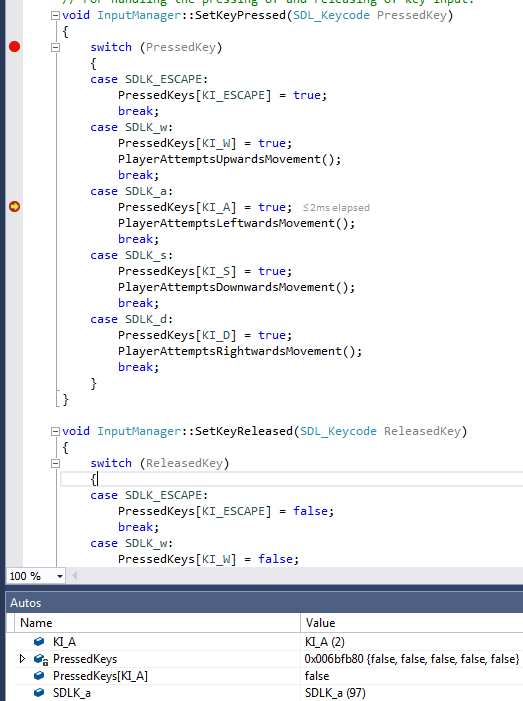 // For handling the pressing of and releasing of key input.
void InputManager::SetKeyPressed(SDL_Keycode PressedKey)
{
switch (PressedKey)
{
case SDLK_ESCAPE:
PressedKeys[KI_ESCAPE] = true;
break;
case SDLK_w:
PressedKeys[KI_W] = true;
PlayerAttemptsUpwardsMovement();
break;
case SDLK_a:
PressedKeys[KI_A] = true; ≤2ms elapsed
PlayerAttemptsLeftwardsMovement();
break;
case SDLK_s:
PressedKeys[KI_S] = true;
PlayerAttemptsDownwardsMovement();
break;
case SDLK_d:
PressedKeys[KI_D] = true;
PlayerAttemptsRightwardsMovement();
break;
}
}
void InputManager::SetKeyReleased(SDL_Keycode ReleasedKey)
{
switch (ReleasedKey)
{
case SDLK_ESCAPE:
PressedKeys[KI_ESCAPE] = false;
break;
case SDLK_w:
PressedKeys[KI_W] = false;
100 %
Autos
Name Value
KI_A KI_A (2)
PressedKeys 0x006bfb80 {false, false, false, false, false}
PressedKeys[KI_A] false
SDLK_a SDLK_a (97)